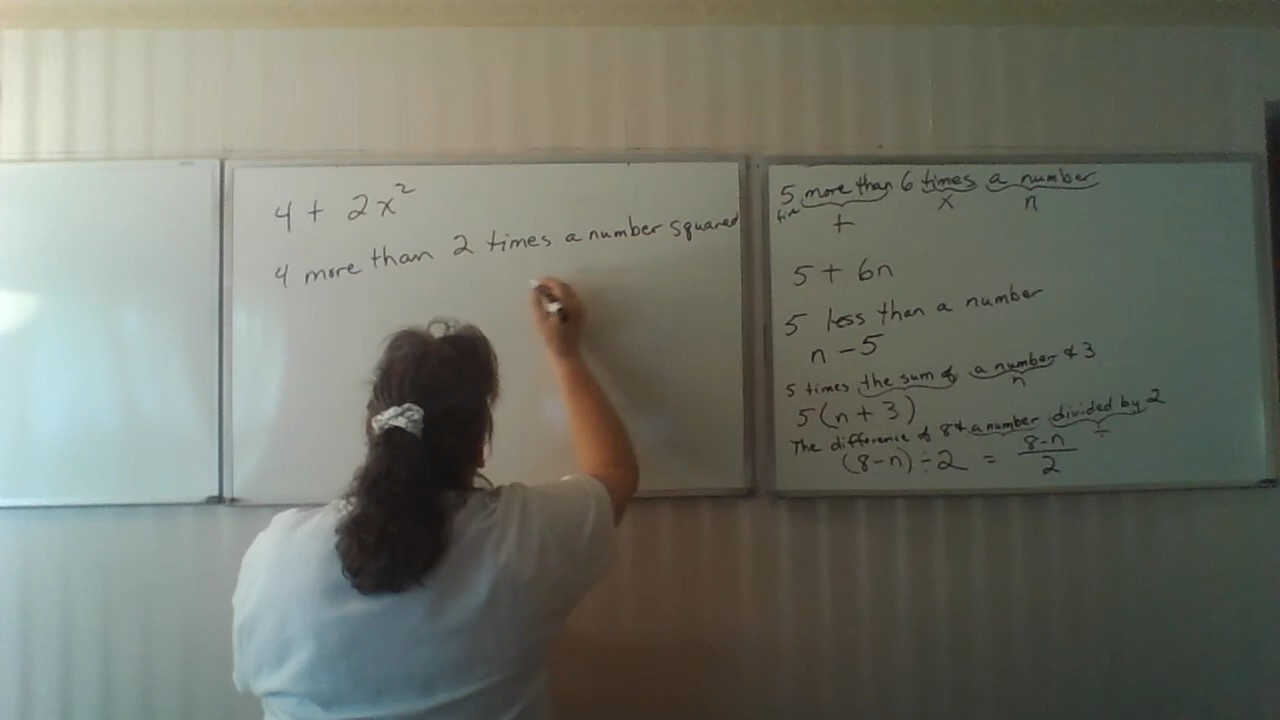 4 + 2x²
4 more than 2 times a number squared
5 more than 6 times a number
+ x n
5 + 6n
5 less than a number
n - 5
5 times the sum of a number & 3
n
5(n + 3)
The difference of 8 & a number divided by 2
÷
(8-n) ÷ 2 = 8-n/2